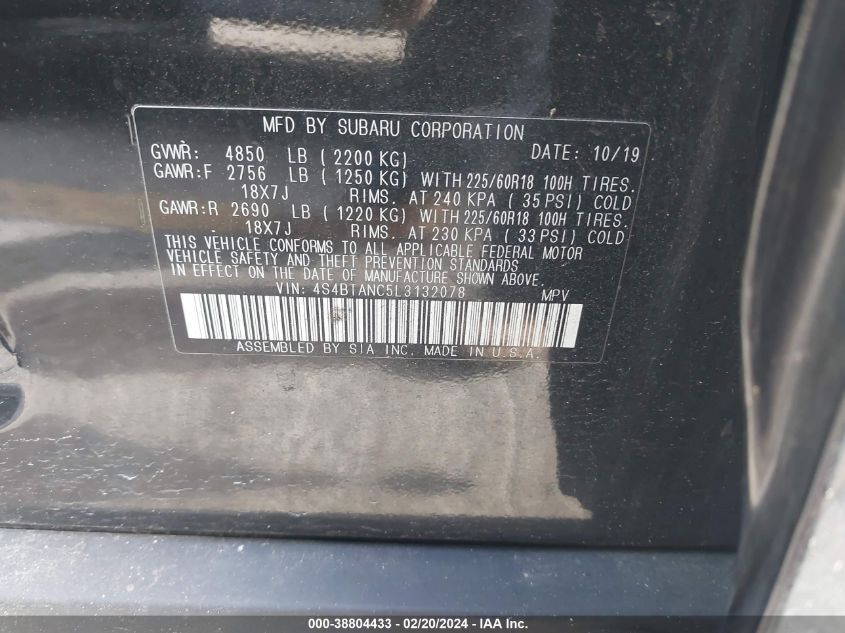 MFD BY SUBARU CORPORATION
GVWR: 4850 LB ( 2200 KG) DATE: 10/19
GAWR:F 2756 LB ( 1250 KG) WITH 225/60R18 100H TIRES.
18X7J RIMS. AT 240 KPA ( 35 PSI) COLD
GAWR:R 2690 LB ( 1220 KG) WITH 225/60R18 100H TIRES.
18X7J RIMS. AT 230 KPA ( 33 PSI) COLD
THIS VEHICLE CONFORMS TO ALL APPLICABLE FEDERAL MOTOR
VEHICLE SAFETY AND THEFT PREVENTION STANDARDS
IN EFFECT ON THE DATE OF MANUFACTURE SHOWN ABOVE.
VIN: 4S4BTANC5L3132078 MPV
ASSEMBLED BY SIA INC. MADE IN U.S.A.
000-38804433 - 02/20/2024 - IAA Inc.